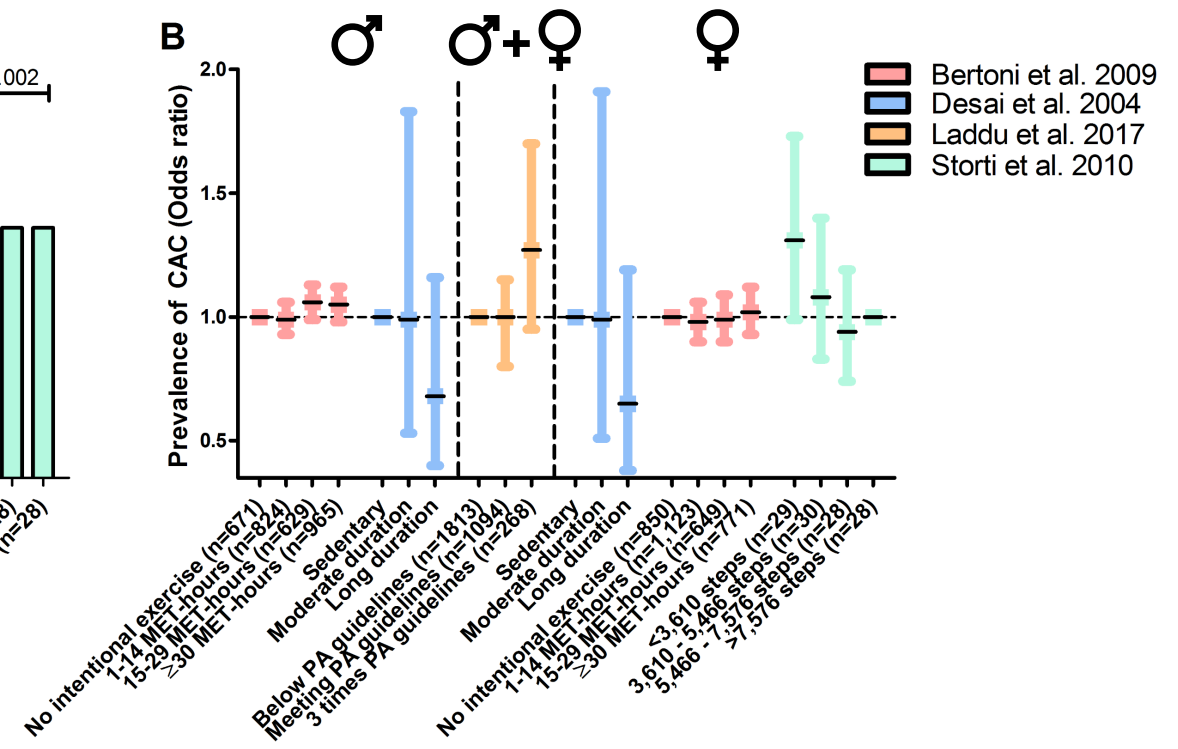 B
.002
Prevalence of CAC (Odds ratio)
2.0
1.5
1.0
0.5
+
Bertoni et al. 2009
Desai et al. 2004
Laddu et al. 2017
Storti et al. 2010
(n=28)
No intentional exercise (n=671)
1-14 MET-hours (n=824)
15-29 MET-hours (n=629)
≥30 MET-hours (n=965)
Sedentary
Moderate duration
Long duration
Below PA guidelines (n=1813)
Meeting PA guidelines (n=1094)
3 times PA guidelines (n=268)
Sedentary
Moderate duration
Long duration
No intentional exercise (n=850)
1-14 MET-hours (n=1,123)
15-29 MET-hours (n=649)
≥30 MET-hours (n=771)
<3,610 steps (n=29)
3,610 - 5,466 steps (n=30)
5,466 - 7,576 steps (n=28)
>7,576 steps (n=28)